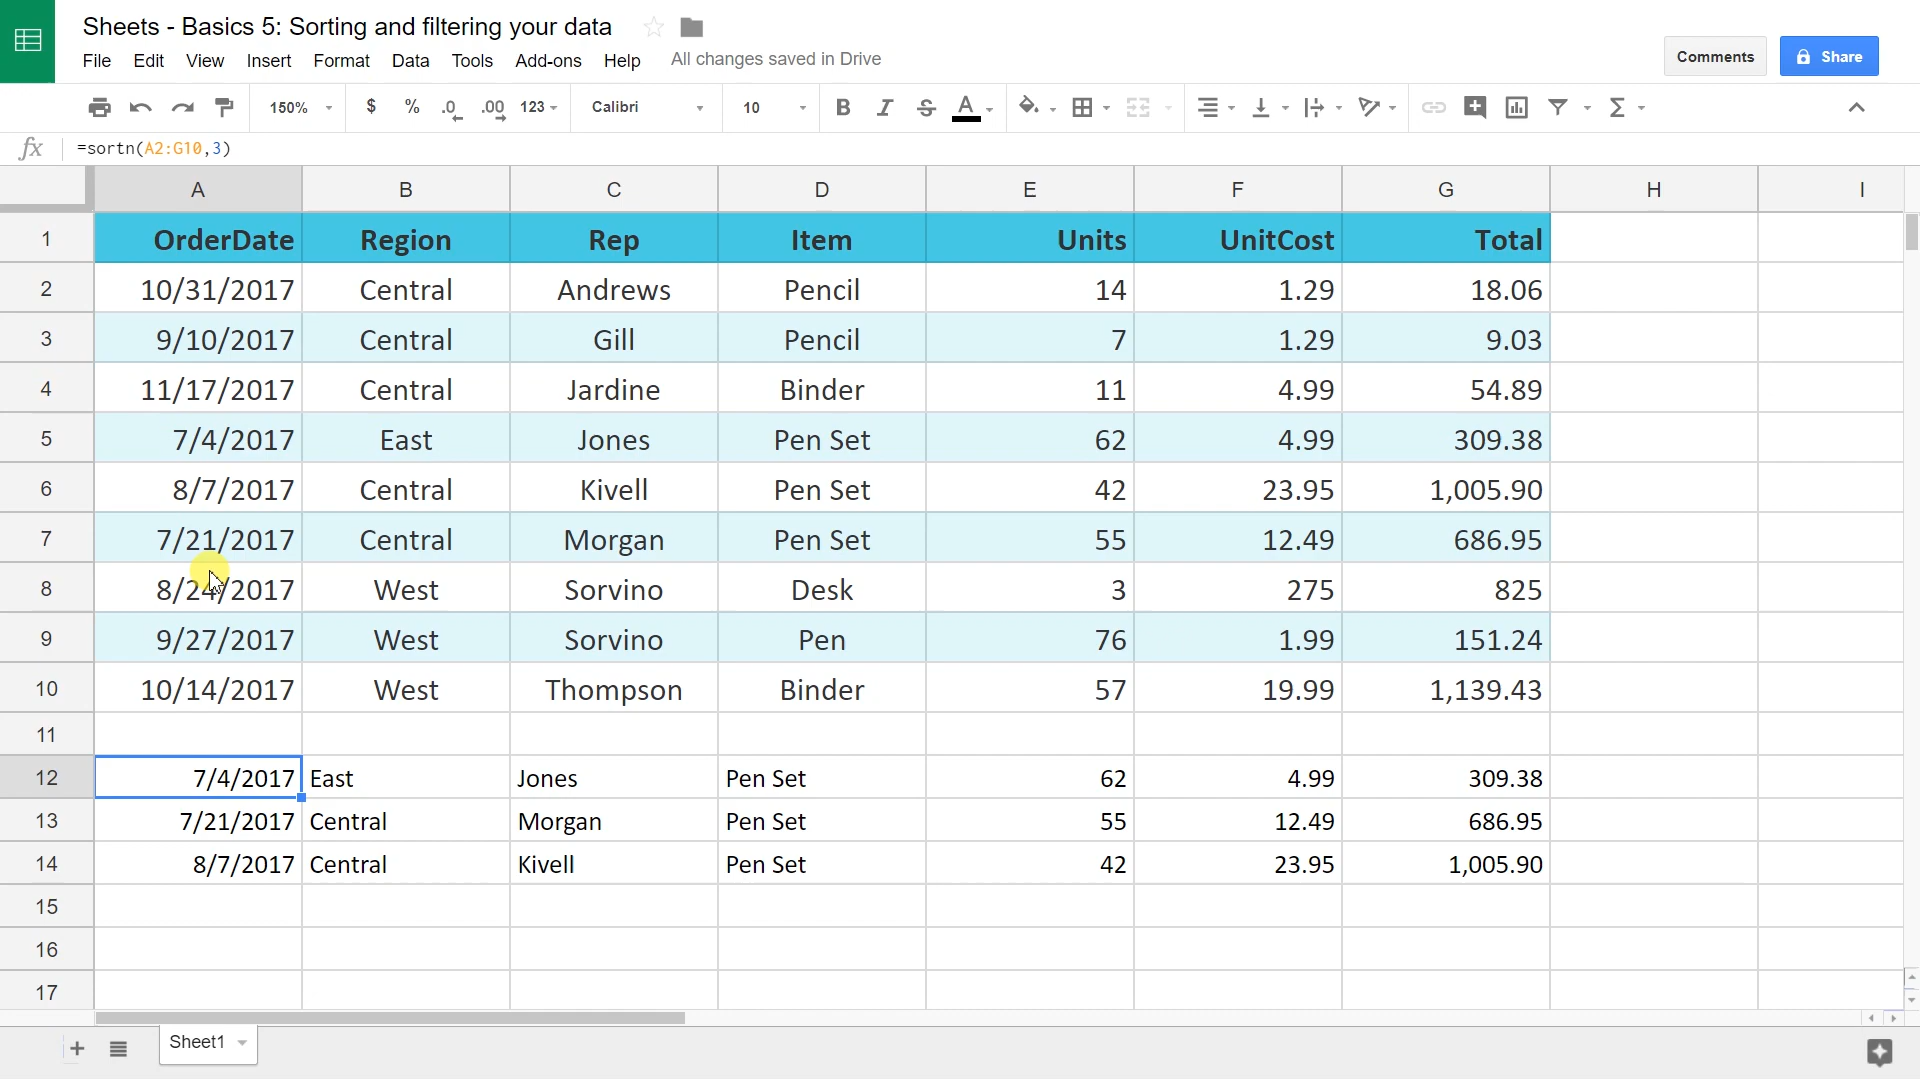 Sheets - Basics 5: Sorting and filtering your data
File Edit View Insert Format Data Tools Add-ons Help All changes saved in Drive
Comments Share
150% $ % .0 .00 123 Calibri 10 B I S A Σ
fx =sortn(A2:G10,3)
A B C D E F G H I
1 OrderDate Region Rep Item Units UnitCost Total
2 10/31/2017 Central Andrews Pencil 14 1.29 18.06
3 9/10/2017 Central Gill Pencil 7 1.29 9.03
4 11/17/2017 Central Jardine Binder 11 4.99 54.89
5 7/4/2017 East Jones Pen Set 62 4.99 309.38
6 8/7/2017 Central Kivell Pen Set 42 23.95 1,005.90
7 7/21/2017 Central Morgan Pen Set 55 12.49 686.95
8 8/24/2017 West Sorvino Desk 3 275 825
9 9/27/2017 West Sorvino Pen 76 1.99 151.24
10 10/14/2017 West Thompson Binder 57 19.99 1,139.43
11
12 7/4/2017 East Jones Pen Set 62 4.99 309.38
13 7/21/2017 Central Morgan Pen Set 55 12.49 686.95
14 8/7/2017 Central Kivell Pen Set 42 23.95 1,005.90
15
16
17
Sheet1